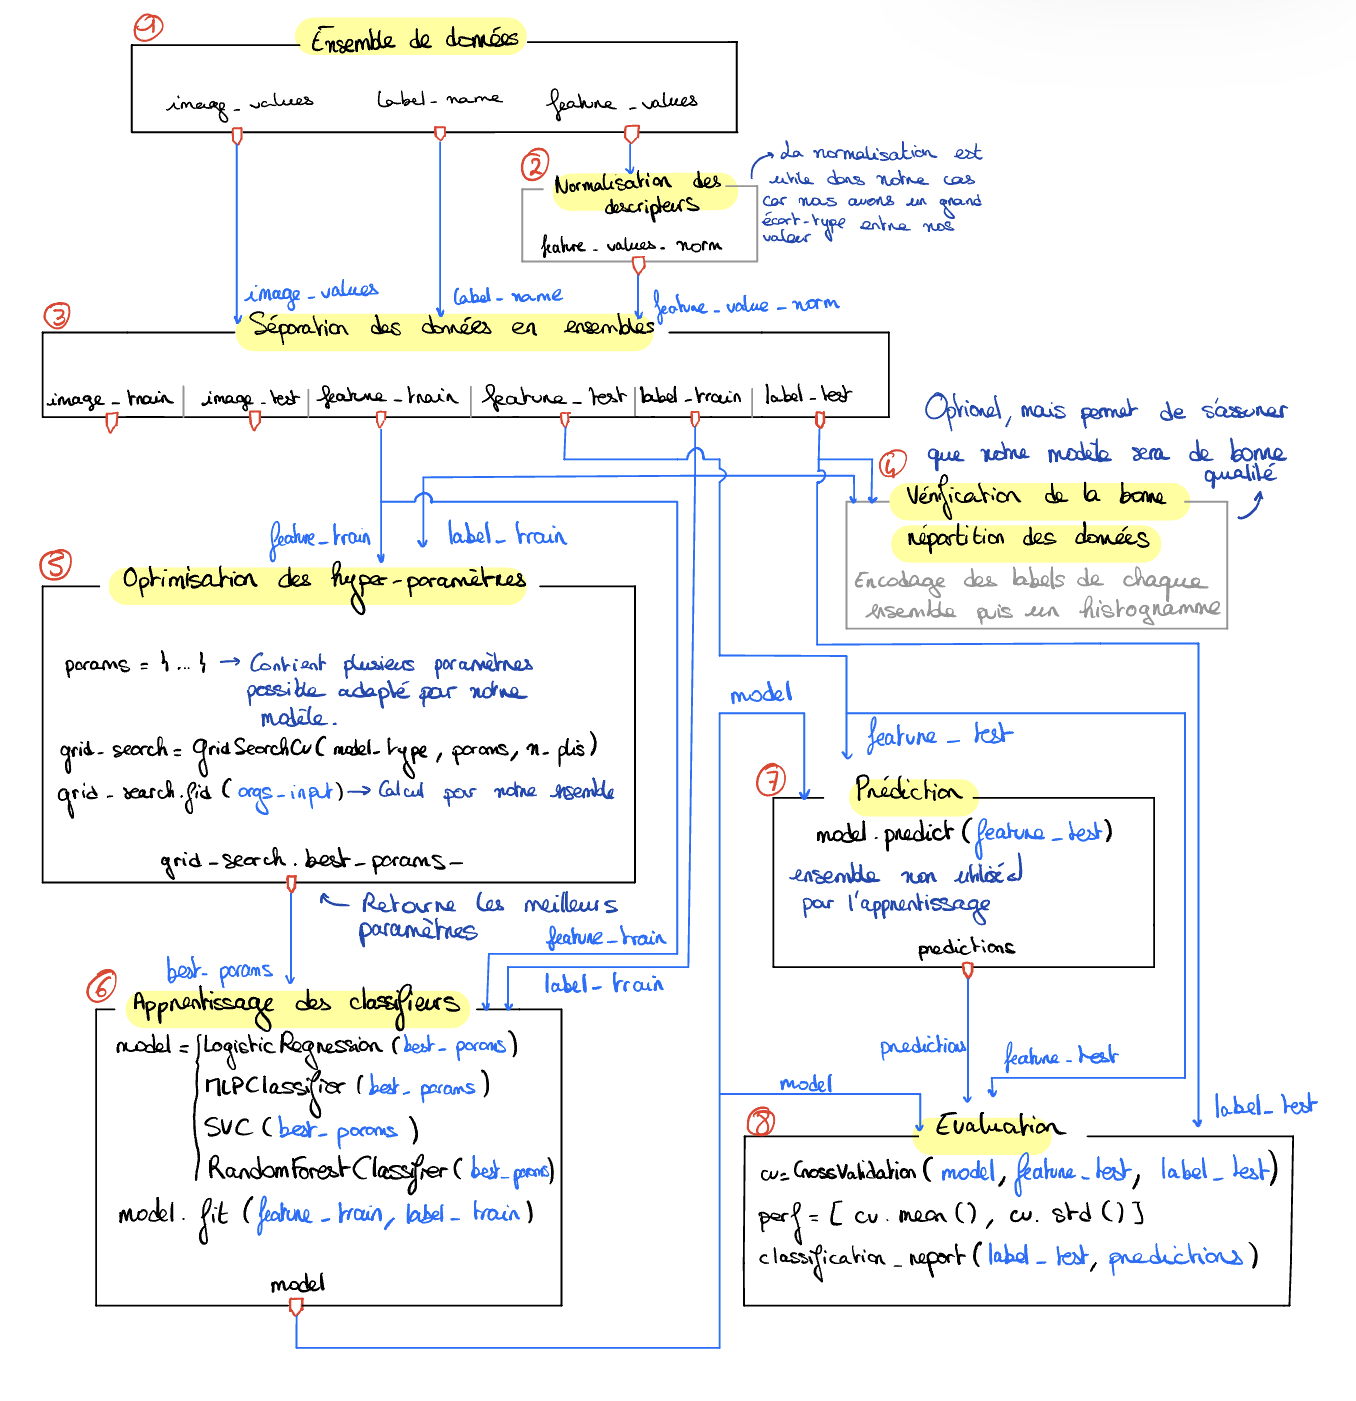 1
Ensemble de données
image_values label_name feature_values
2
Normalisation des
descripteurs
feature_values_norm
→ La normalisation est
utile dans notre cas
car nous avons un grand
écart-type entre nos
valeur
image_values label_name feature_value_norm
3
Séparation des données en ensembles
image_train | image_test | feature_train | feature_test | label_train | label_test
Optionel, mais permet de s'assurer
que notre modèle sera de bonne
qualité
4
Vérification de la bonne
répartition des données
Encodage des labels de chaque
ensemble puis un histogramme
feature_train label_train
5
Optimisation des hyper-paramètres
params = { ... } → Contient plusieurs paramètres
possible adapté par notre
modèle.
grid_search = GridSearchCV( model_type, params, n_plis)
grid_search.fid (args_input) → Calcul par notre ensemble
grid_search.best_params_
← Retourne les meilleurs
paramètres
best_params
feature_train
label_train
6
Apprentissage des classifieurs
model = { LogisticRegression (best_params)
MLPClassifier (best_params)
SVC (best_params)
RandomForestClassifier (best_params)
model.fit (feature_train, label_train)
model
model
feature_test
7
Prédiction
model.predict (feature_test)
ensemble non utilisé
par l'apprentissage
predictions
predictions
feature_test
model
label_test
8
Evaluation
cv = CrossValidation( model, feature_test, label_test)
perf = [ cv.mean(), cv.std() ]
classification_report (label_test, predictions)